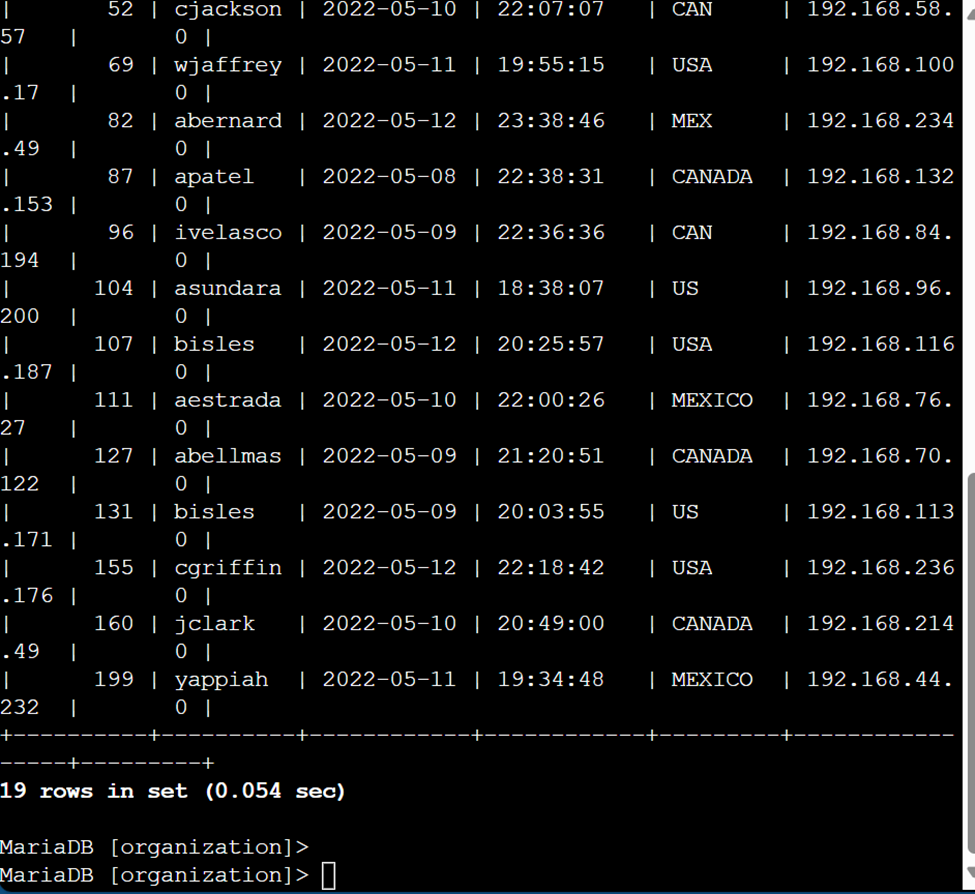 |       52 | cjackson | 2022-05-10 | 22:07:07   | CAN     | 192.168.58.
57   |       0 |
|       69 | wjaffrey | 2022-05-11 | 19:55:15   | USA     | 192.168.100
.17  |       0 |
|       82 | abernard | 2022-05-12 | 23:38:46   | MEX     | 192.168.234
.49  |       0 |
|       87 | apatel   | 2022-05-08 | 22:38:31   | CANADA  | 192.168.132
.153 |       0 |
|       96 | ivelasco | 2022-05-09 | 22:36:36   | CAN     | 192.168.84.
194  |       0 |
|      104 | asundara | 2022-05-11 | 18:38:07   | US      | 192.168.96.
200  |       0 |
|      107 | bisles   | 2022-05-12 | 20:25:57   | USA     | 192.168.116
.187 |       0 |
|      111 | aestrada | 2022-05-10 | 22:00:26   | MEXICO  | 192.168.76.
27   |       0 |
|      127 | abellmas | 2022-05-09 | 21:20:51   | CANADA  | 192.168.70.
122  |       0 |
|      131 | bisles   | 2022-05-09 | 20:03:55   | US      | 192.168.113
.171 |       0 |
|      155 | cgriffin | 2022-05-12 | 22:18:42   | USA     | 192.168.236
.176 |       0 |
|      160 | jclark   | 2022-05-10 | 20:49:00   | CANADA  | 192.168.214
.49  |       0 |
|      199 | yappiah  | 2022-05-11 | 19:34:48   | MEXICO  | 192.168.44.
232  |       0 |
+----------+----------+------------+------------+---------+------------
-----+---------+
19 rows in set (0.054 sec)
MariaDB [organization]>
MariaDB [organization]>